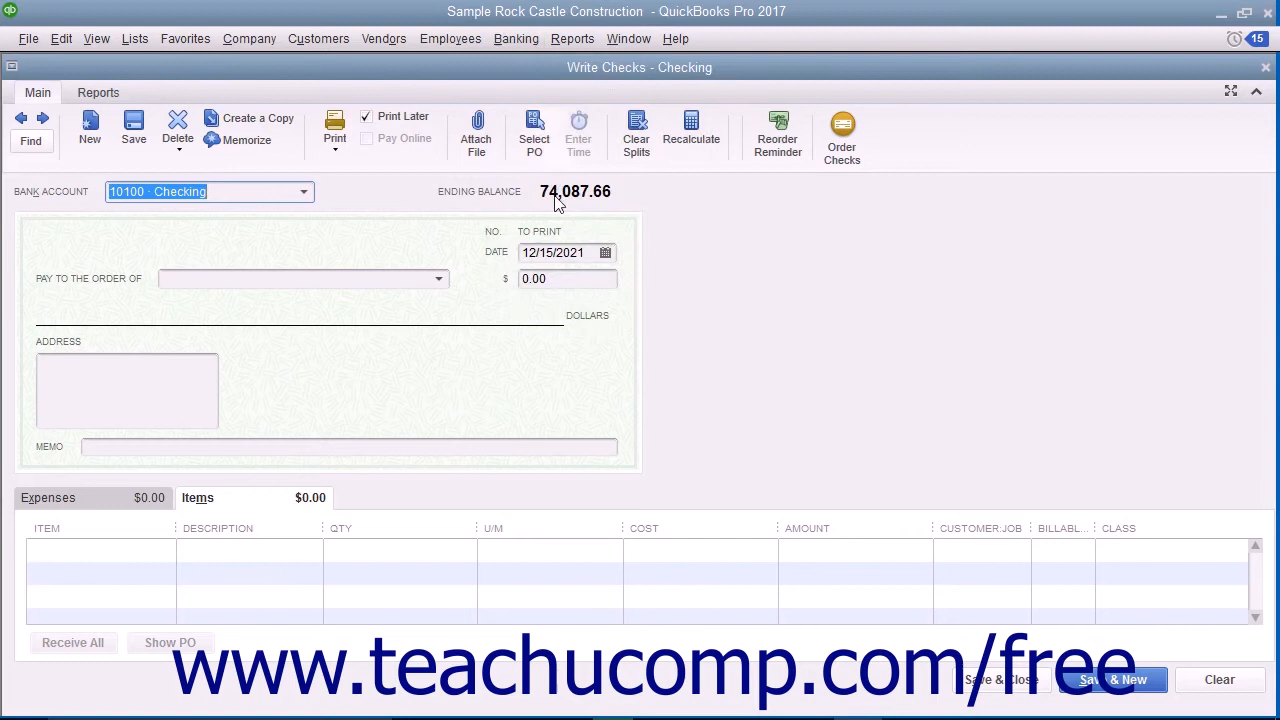 Sample Rock Castle Construction - QuickBooks Pro 2017
File Edit View Lists Favorites Company Customers Vendors Employees Banking Reports Window Help 15
Write Checks - Checking
Main Reports
Find New Save Delete Create a Copy Memorize Print Print Later Pay Online Attach File Select PO Enter Time Clear Splits Recalculate Reorder Reminder Order Checks
BANK ACCOUNT 10100 · Checking ENDING BALANCE 74,087.66
NO. TO PRINT
DATE 12/15/2021
PAY TO THE ORDER OF $ 0.00
DOLLARS
ADDRESS
MEMO
Expenses $0.00 Items $0.00
ITEM DESCRIPTION QTY U/M COST AMOUNT CUSTOMER:JOB BILLABL... CLASS
Receive All Show PO
www.teachucomp.com/free
Save & Close Save & New Clear